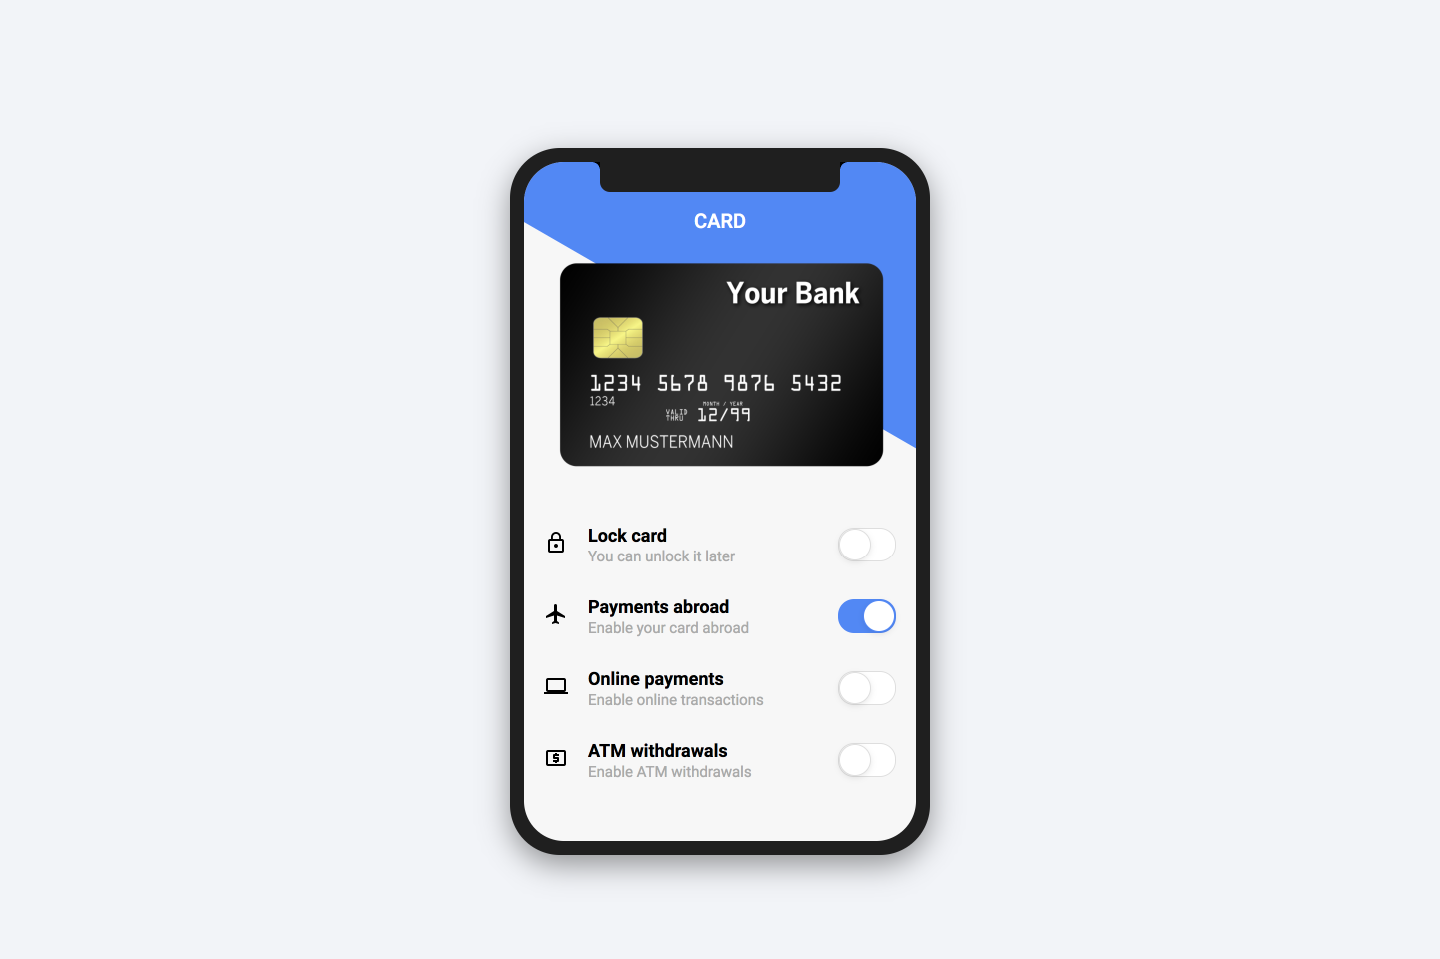 CARD
Your Bank
1234 5678 9876 5432
1234
MONTH / YEAR
VALID
THRU
12/99
MAX MUSTERMANN
Lock card
You can unlock it later
Payments abroad
Enable your card abroad
Online payments
Enable online transactions
ATM withdrawals
Enable ATM withdrawals